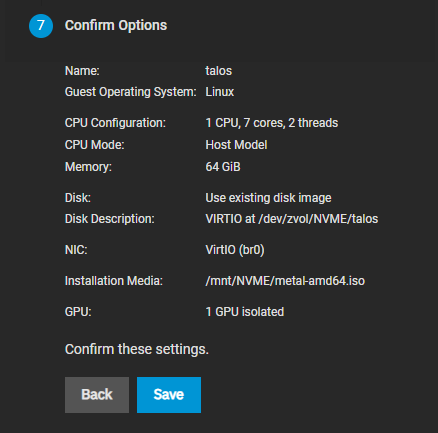 7 Confirm Options
Name: talos
Guest Operating System: Linux
CPU Configuration: 1 CPU, 7 cores, 2 threads
CPU Mode: Host Model
Memory: 64 GiB
Disk: Use existing disk image
Disk Description: VIRTIO at /dev/zvol/NVME/talos
NIC: VirtIO (br0)
Installation Media: /mnt/NVME/metal-amd64.iso
GPU: 1 GPU isolated
Confirm these settings.
Back Save